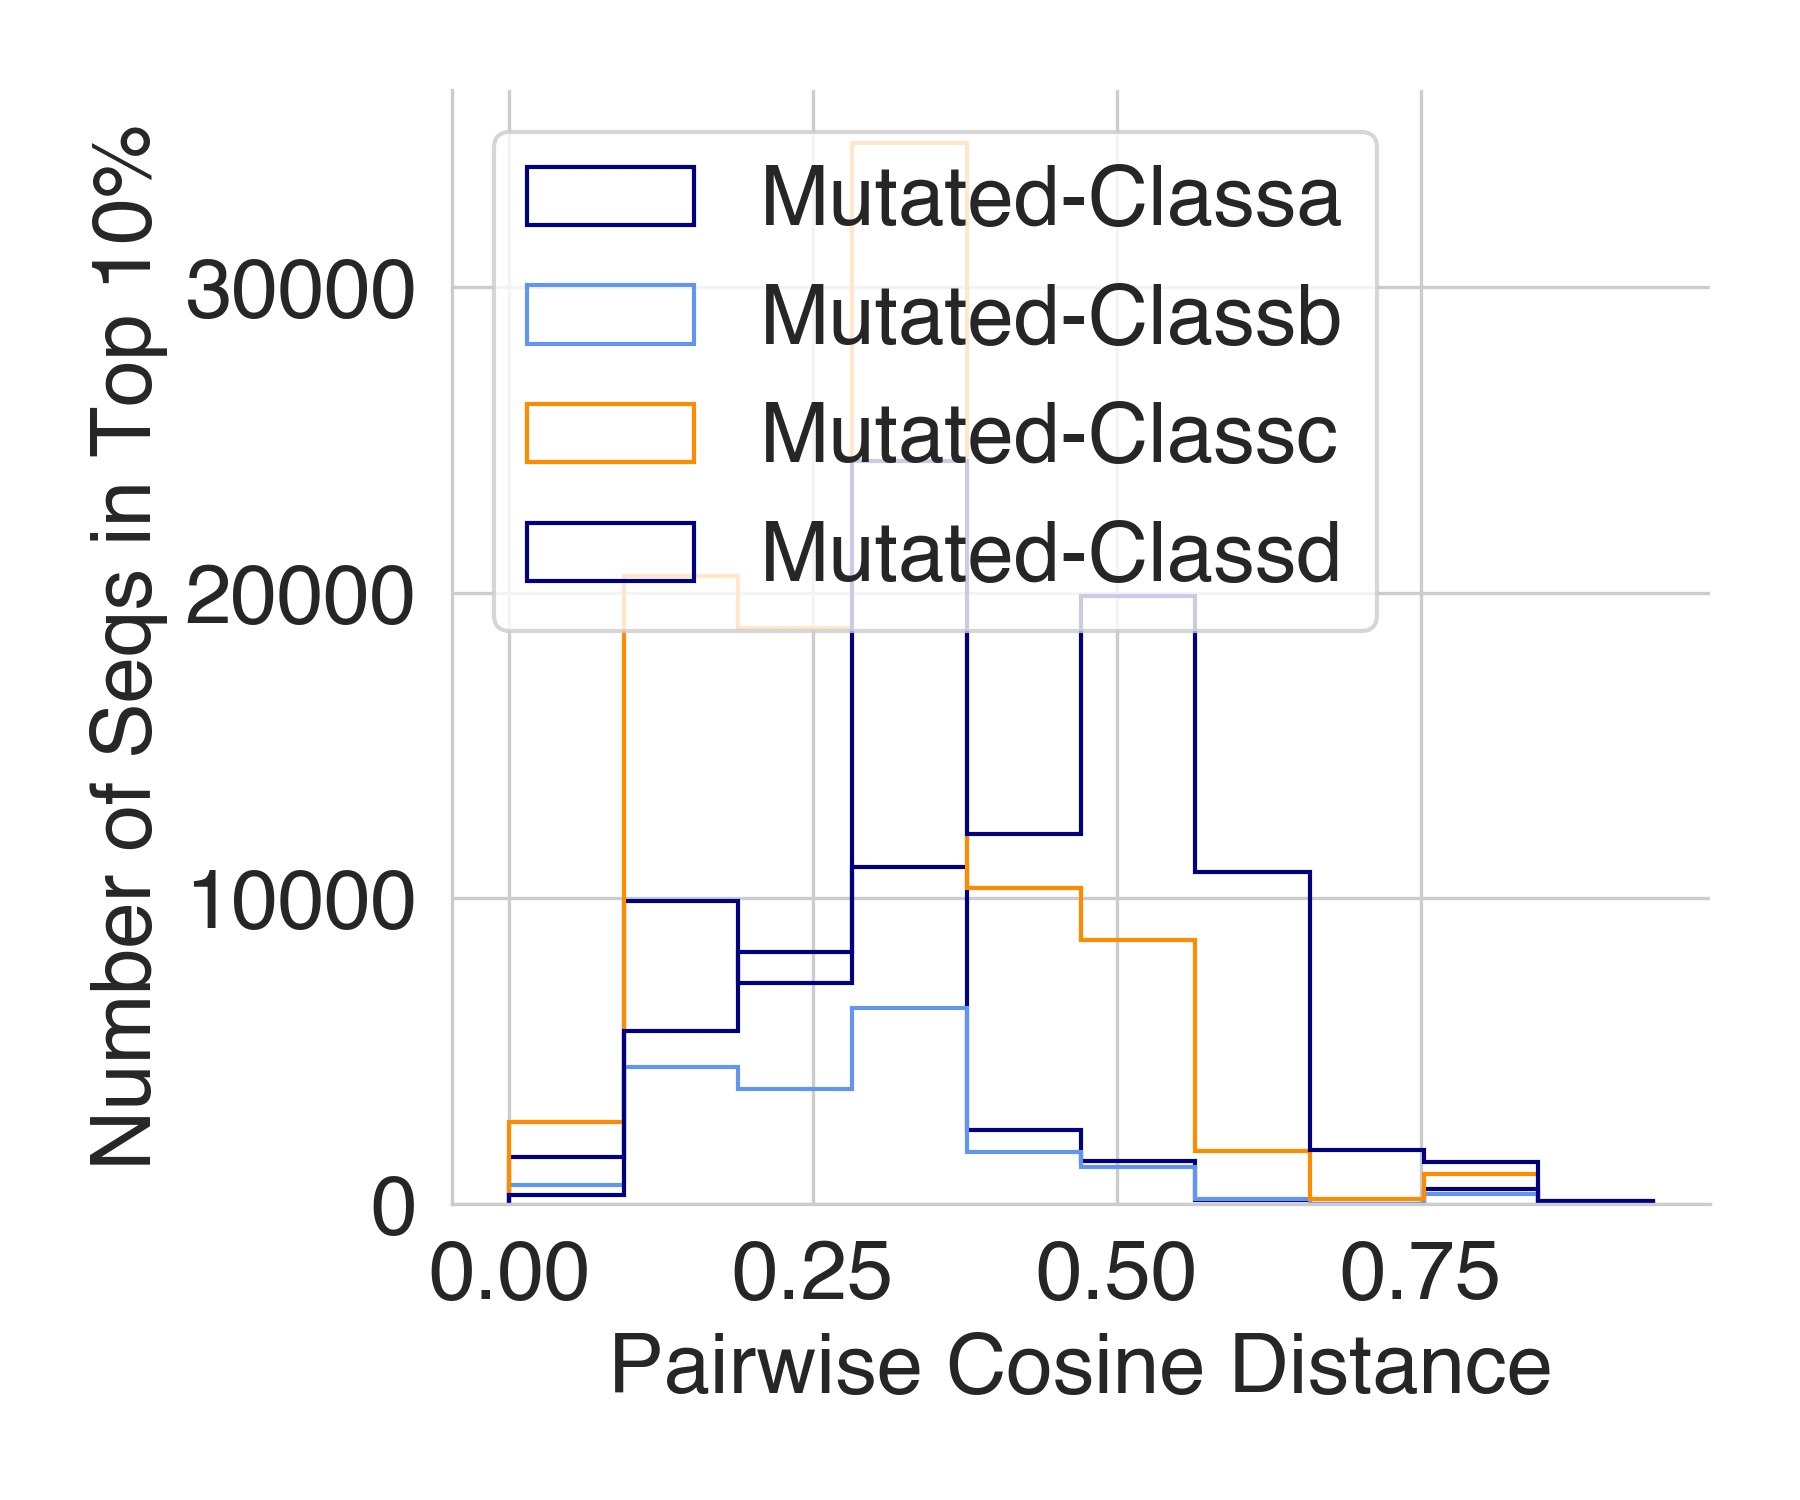 Number of Seqs in Top 10%
30000
20000
10000
0
Mutated-Classa
Mutated-Classb
Mutated-Classc
Mutated-Classd
0.00 0.25 0.50 0.75
Pairwise Cosine Distance